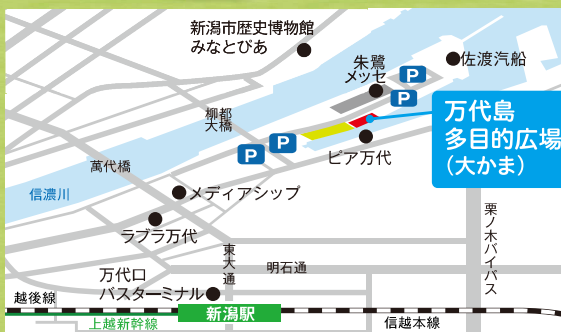 新潟市歴史博物館
みなとぴあ
朱鷺
メッセ
P
佐渡汽船
P
万代島
多目的広場
(大かま)
柳都
大橋
P
P
ピア万代
萬代橋
信濃川
メディアシップ
ラブラ万代
栗ノ木バイパス
東大通
明石通
万代口
バスターミナル
越後線
新潟駅
上越新幹線
信越本線